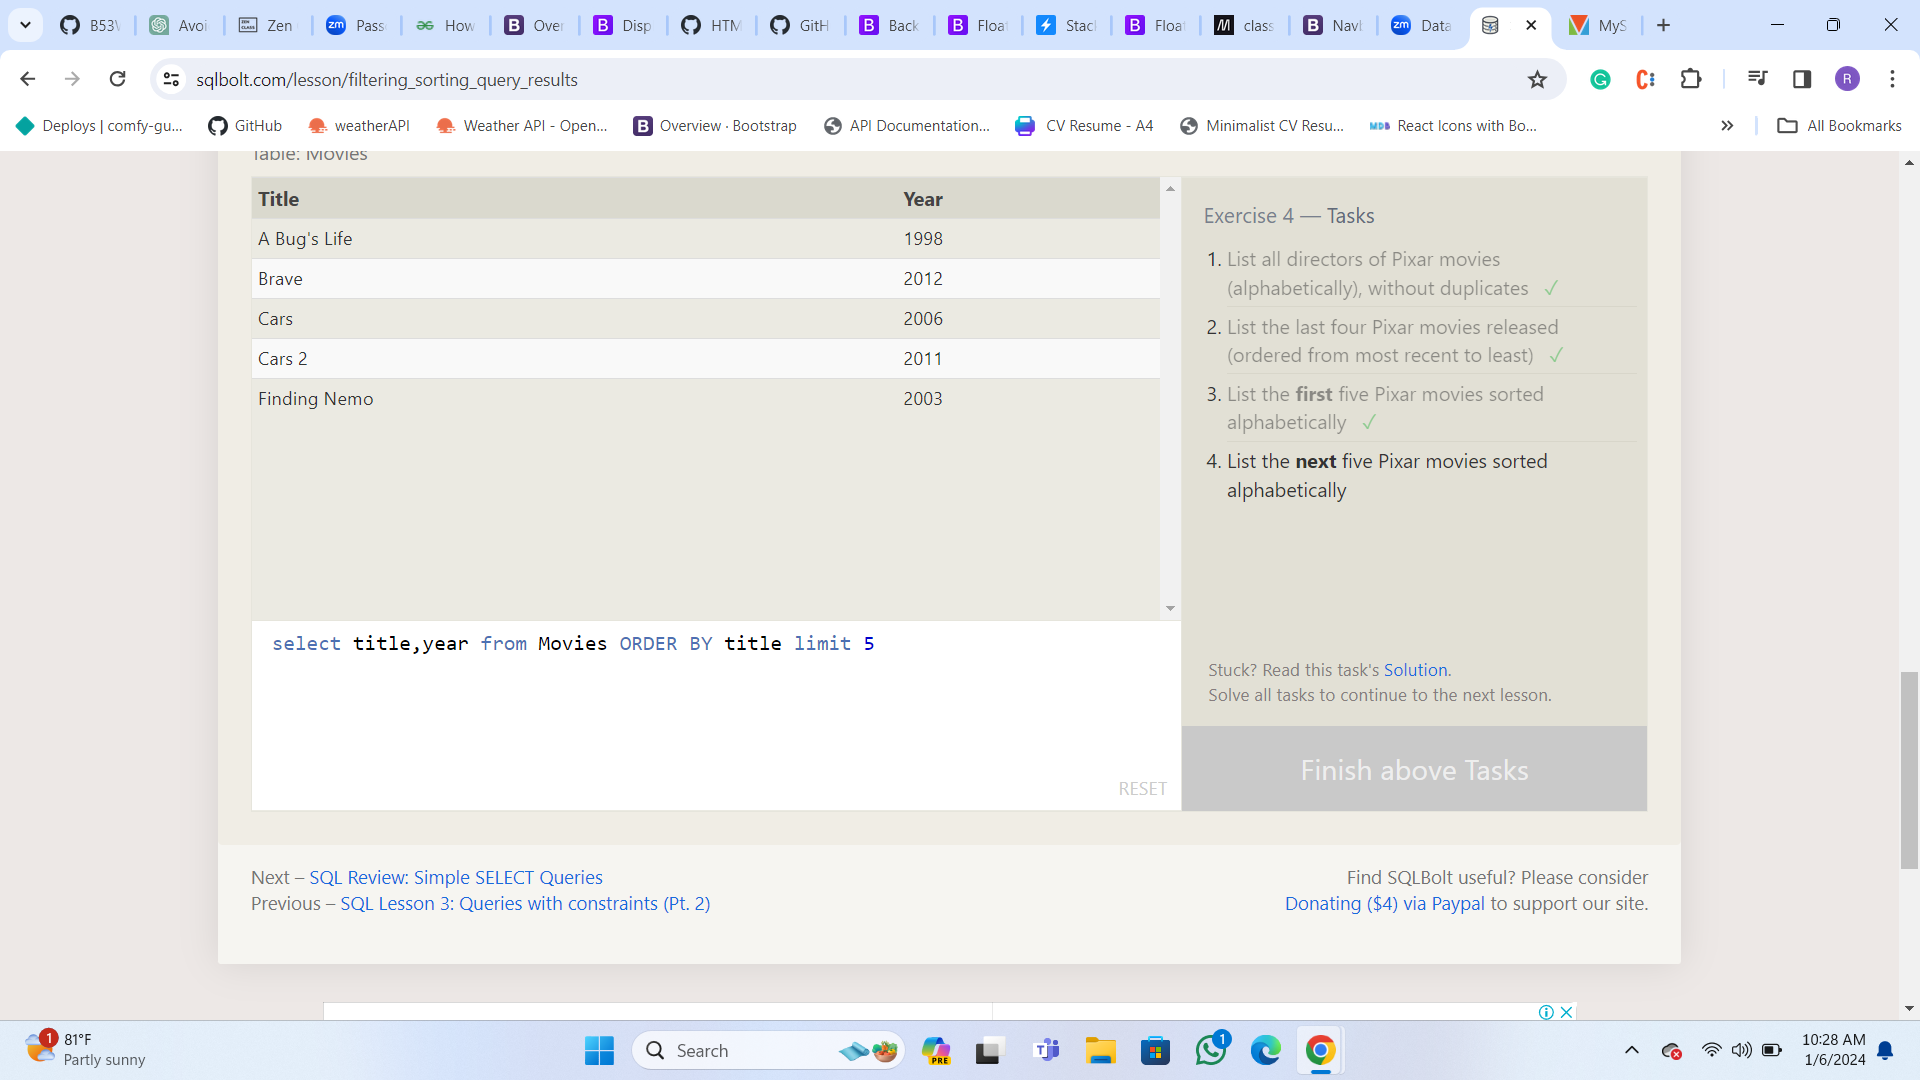 B53V
Avoi
Zen
Pass
How
Over
Disp
HTM
GitH
Back
Float
Stack
Float
class
Navb
Data
MyS
sqlbolt.com/lesson/filtering_sorting_query_results
R
Deploys | comfy-gu...
GitHub
weatherAPI
Weather API - Open...
Overview · Bootstrap
API Documentation...
CV Resume - A4
Minimalist CV Resu...
React Icons with Bo...
All Bookmarks
Table: Movies
Title Year
A Bug's Life 1998
Brave 2012
Cars 2006
Cars 2 2011
Finding Nemo 2003
select title,year from Movies ORDER BY title limit 5
RESET
Exercise 4 — Tasks
1. List all directors of Pixar movies
(alphabetically), without duplicates ✓
2. List the last four Pixar movies released
(ordered from most recent to least) ✓
3. List the first five Pixar movies sorted
alphabetically ✓
4. List the next five Pixar movies sorted
alphabetically
Stuck? Read this task's Solution.
Solve all tasks to continue to the next lesson.
Finish above Tasks
Next – SQL Review: Simple SELECT Queries
Previous – SQL Lesson 3: Queries with constraints (Pt. 2)
Find SQLBolt useful? Please consider
Donating ($4) via Paypal to support our site.
1
81°F
Partly sunny
Search
PRE
1
10:28 AM
1/6/2024